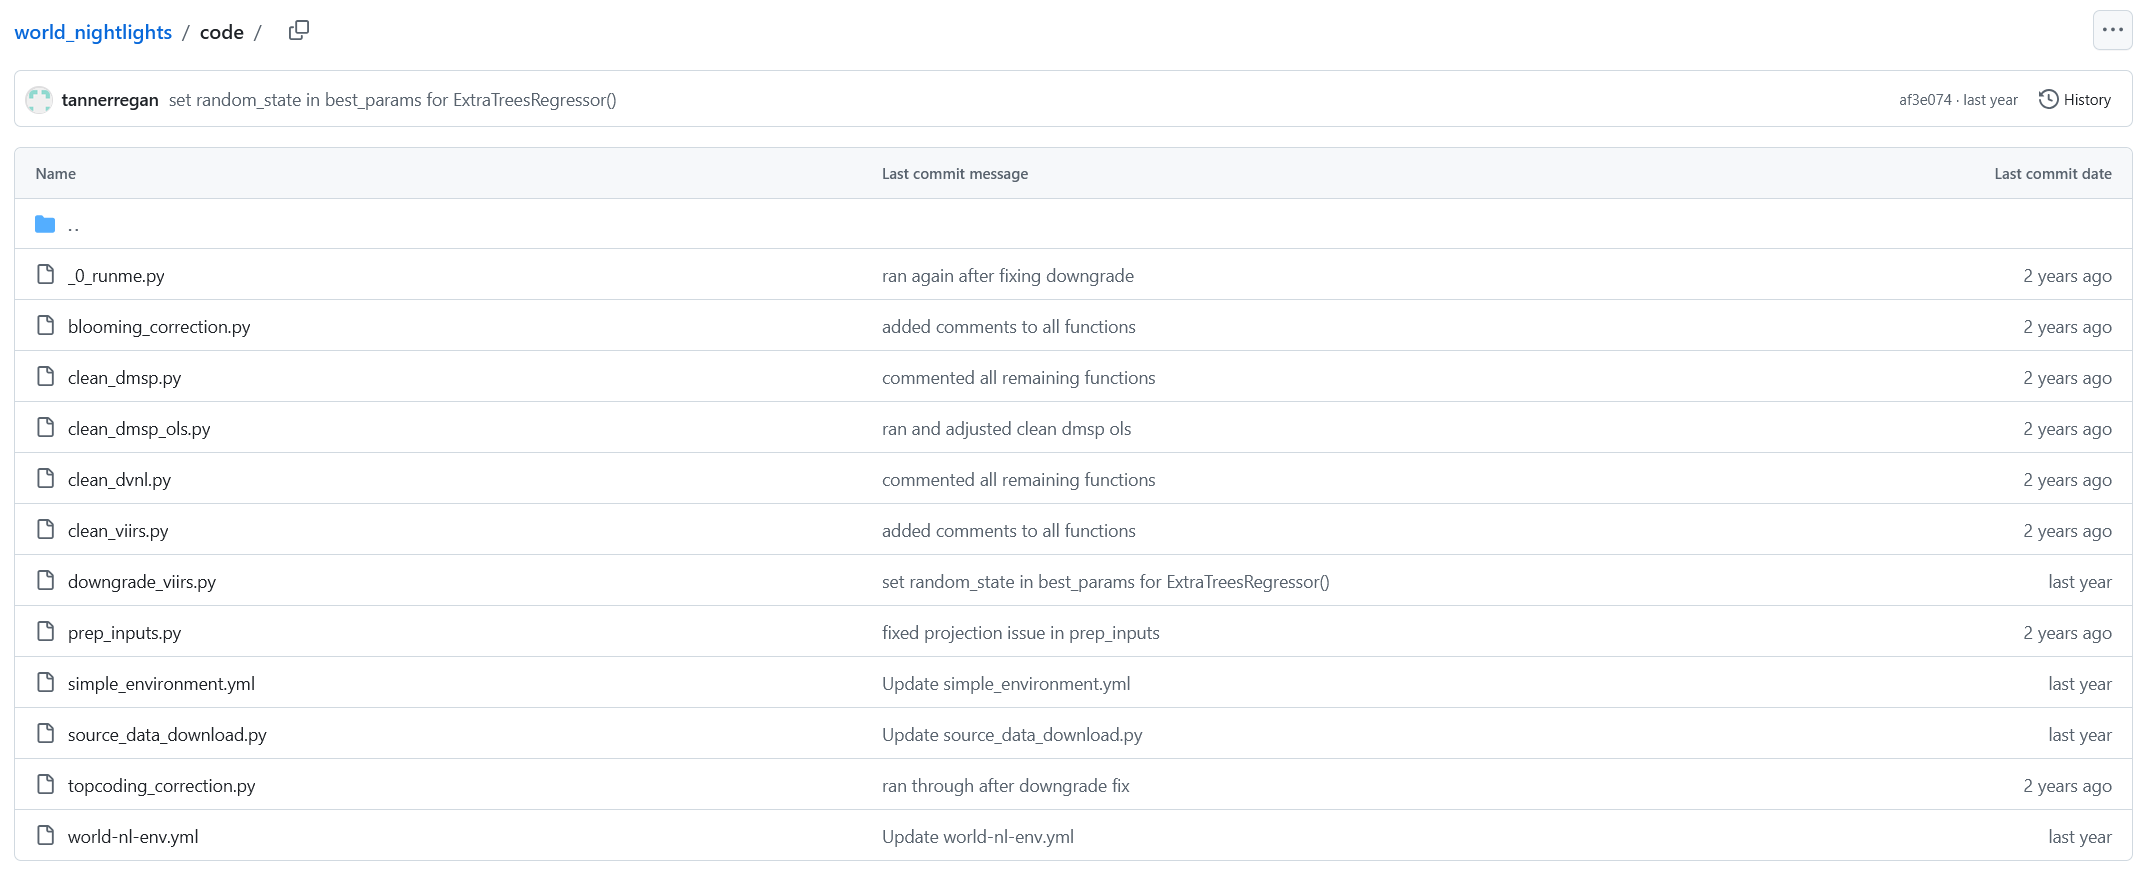 world_nightlights / code /
tannerregan set random_state in best_params for ExtraTreesRegressor() af3e074 · last year History
Name Last commit message Last commit date
..
_0_runme.py ran again after fixing downgrade 2 years ago
blooming_correction.py added comments to all functions 2 years ago
clean_dmsp.py commented all remaining functions 2 years ago
clean_dmsp_ols.py ran and adjusted clean dmsp ols 2 years ago
clean_dvnl.py commented all remaining functions 2 years ago
clean_viirs.py added comments to all functions 2 years ago
downgrade_viirs.py set random_state in best_params for ExtraTreesRegressor() last year
prep_inputs.py fixed projection issue in prep_inputs 2 years ago
simple_environment.yml Update simple_environment.yml last year
source_data_download.py Update source_data_download.py last year
topcoding_correction.py ran through after downgrade fix 2 years ago
world-nl-env.yml Update world-nl-env.yml last year